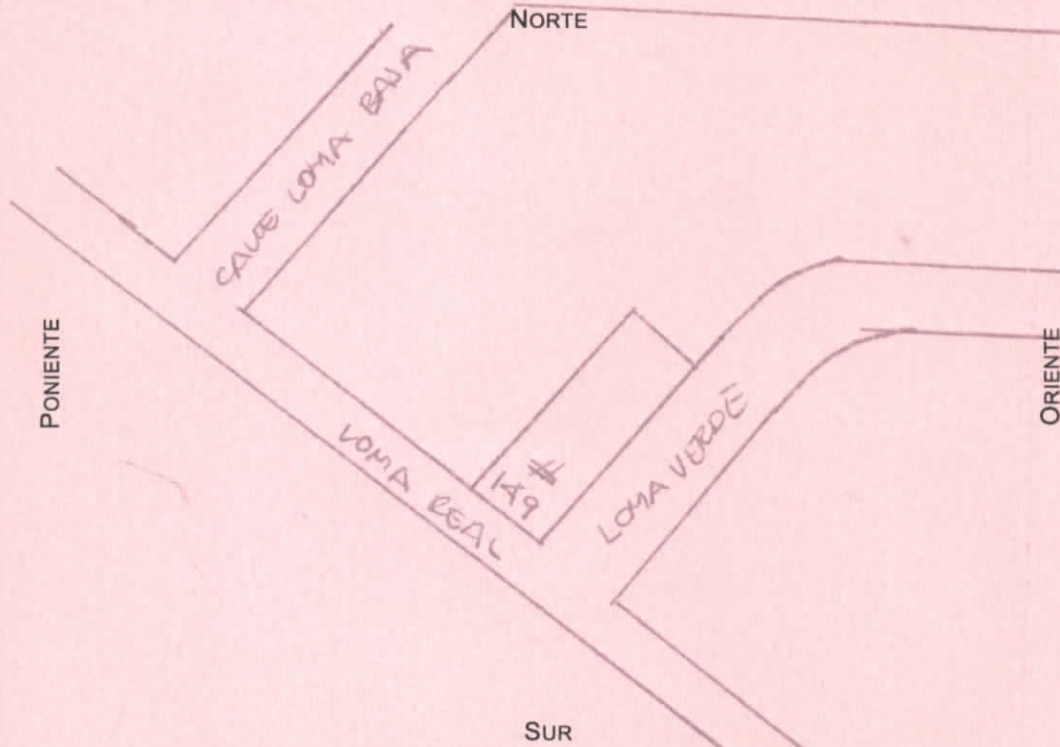 NORTE
CALLE LOMA BAJA
PONIENTE
ORIENTE
LOMA REAL
#
149
LOMA VERDE
SUR